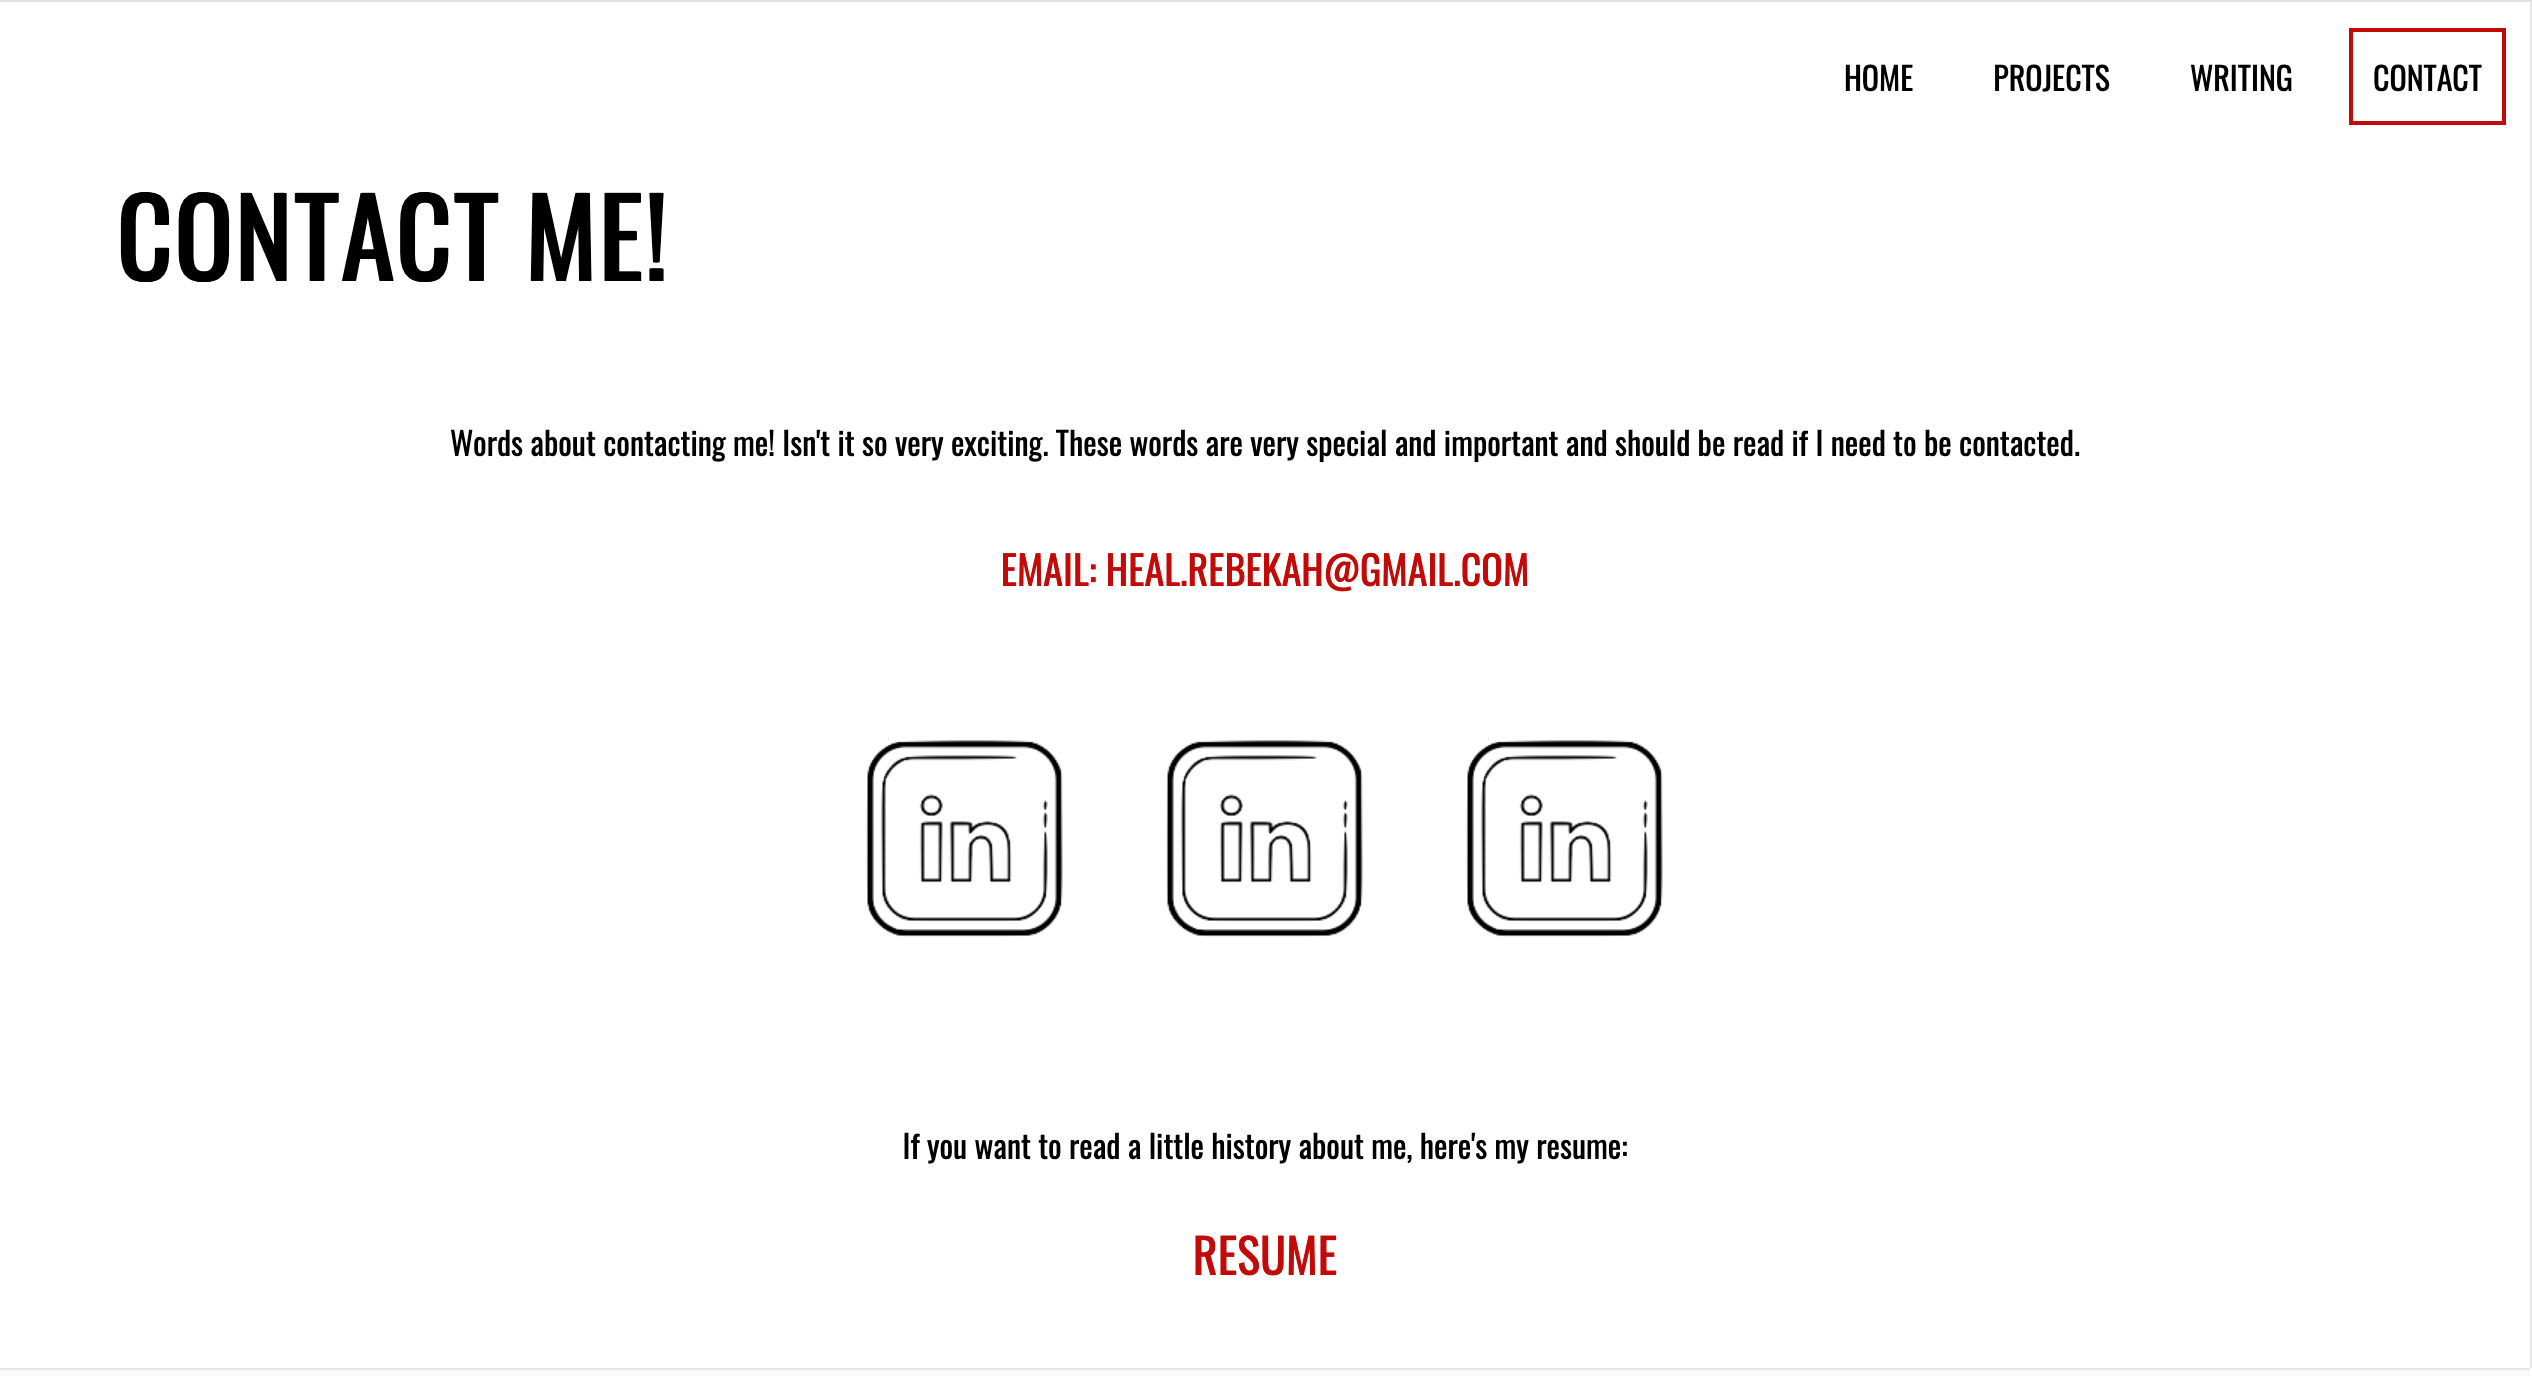 HOME PROJECTS WRITING CONTACT
CONTACT ME!
Words about contacting me! Isn't it so very exciting. These words are very special and important and should be read if I need to be contacted.
EMAIL: HEAL.REBEKAH@GMAIL.COM
in in in
If you want to read a little history about me, here's my resume:
RESUME